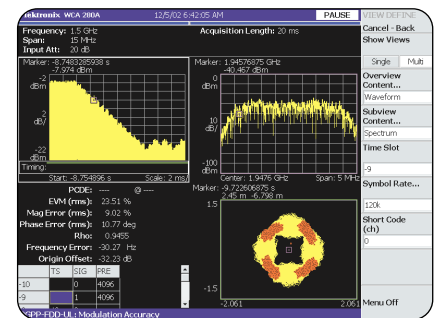 Tektronix WCA 280A 12/5/02 6:42:05 AM PAUSE VIEW DEFINE
Frequency: 1.5 GHz Acquisition Length: 20 ms
Span: 15 MHz
Input Att: 20 dB
Cancel - Back
Show Views
Single Multi
Overview
Content...
Waveform
Subview
Content...
Spectrum
Time Slot
-9
Symbol Rate...
120k
Short Code
(ch)
0
Menu Off
Marker: -8.7483285938 s
-7.974 dBm
-2
dBm
2
dB/
-22
dBm
Timing:
Start: -8.754896 s Scale: 2 ms/
Marker: 1.94576875 GHz
-40.467 dBm
0
dBm
10
dB/
-100
dBm
Center: 1.9476 GHz Span: 5 MHz
PCDE: ---- @ ----
EVM (rms): 23.51 %
Mag Error (rms): 9.02 %
Phase Error (rms): 10.77 deg
Rho: 0.9455
Frequency Error: -30.27 Hz
Origin Offset: -32.23 dB
Marker: -9.722606875 s
2.45 m -6.798 m
1.5
-1.5
-2.061 2.061
TS SIG PRE
-10 0 4096
-9 1 4096
3GPP-FDD-UL: Modulation Accuracy